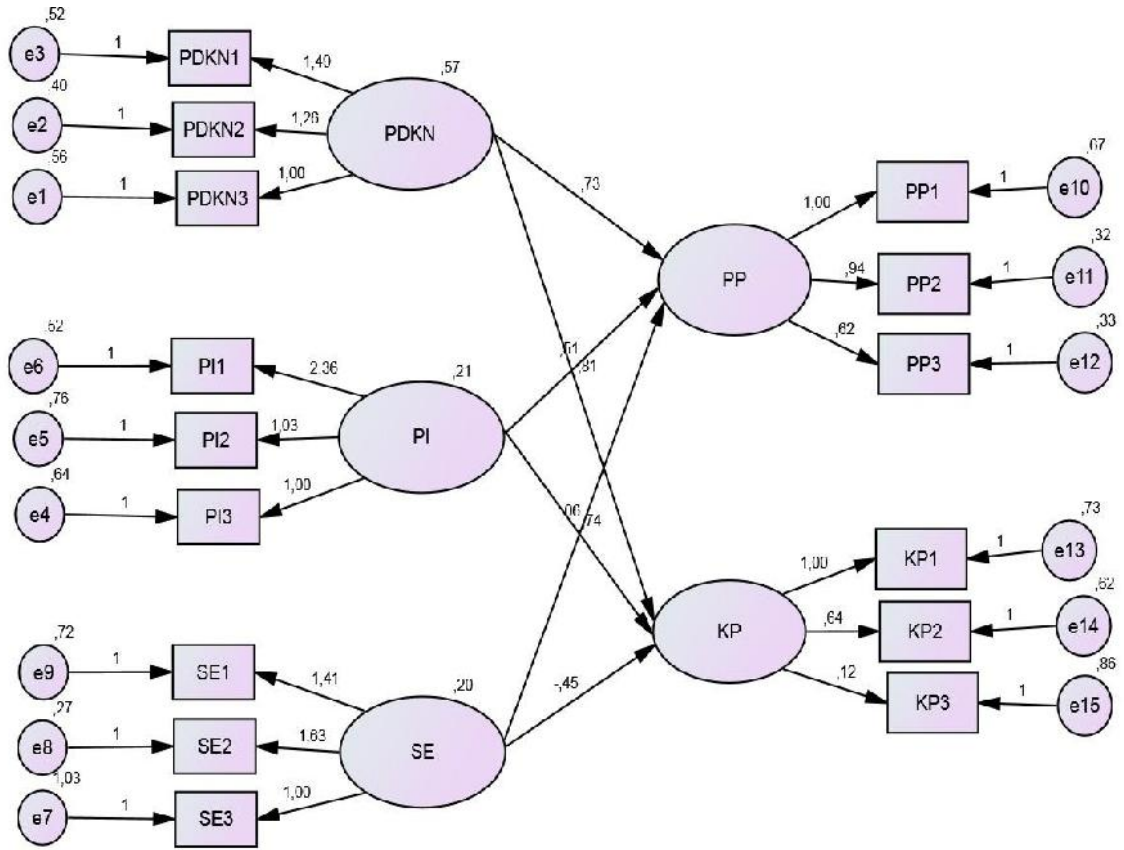 ,52
e3
1
PDKN1
1,40
,57
,40
e2
1
PDKN2
1,26
PDKN
,56
e1
1
PDKN3
1,00
,73
,67
e10
1
PP1
1,00
,32
e11
1
PP2
,94
PP
,33
e12
1
PP3
,62
,52
e6
1
PI1
2,36
,21
,51
,81
,76
e5
1
PI2
1,03
PI
,64
e4
1
PI3
1,00
,06
,74
,73
e13
1
KP1
1,00
,62
e14
1
KP2
,64
KP
,86
e15
1
KP3
,12
,72
e9
1
SE1
1,41
,20
-,45
,27
e8
1
SE2
1,63
SE
1,03
e7
1
SE3
1,00